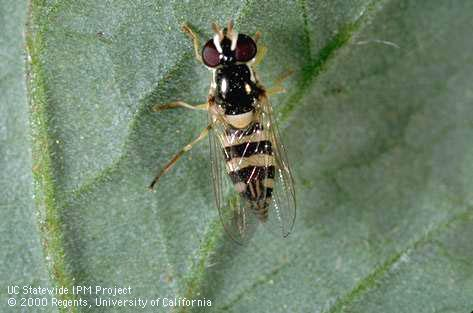 UC Statewide IPM Project
© 2000 Regents, University of California